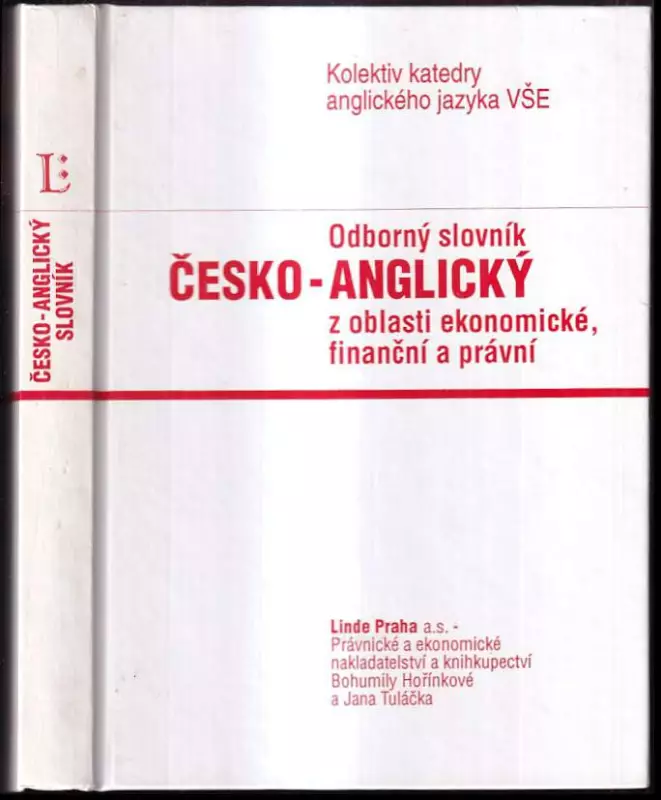 Kolektiv katedry
anglického jazyka VŠE
Odborný slovník
ČESKO-ANGLICKÝ
z oblasti ekonomické,
finanční a právní
Linde Praha a.s. -
Právnické a ekonomické
nakladatelství a knihkupectví
Bohumily Hořínkové
a Jana Tuláčka
L:
ČESKO-ANGLICKÝ
SLOVNÍK